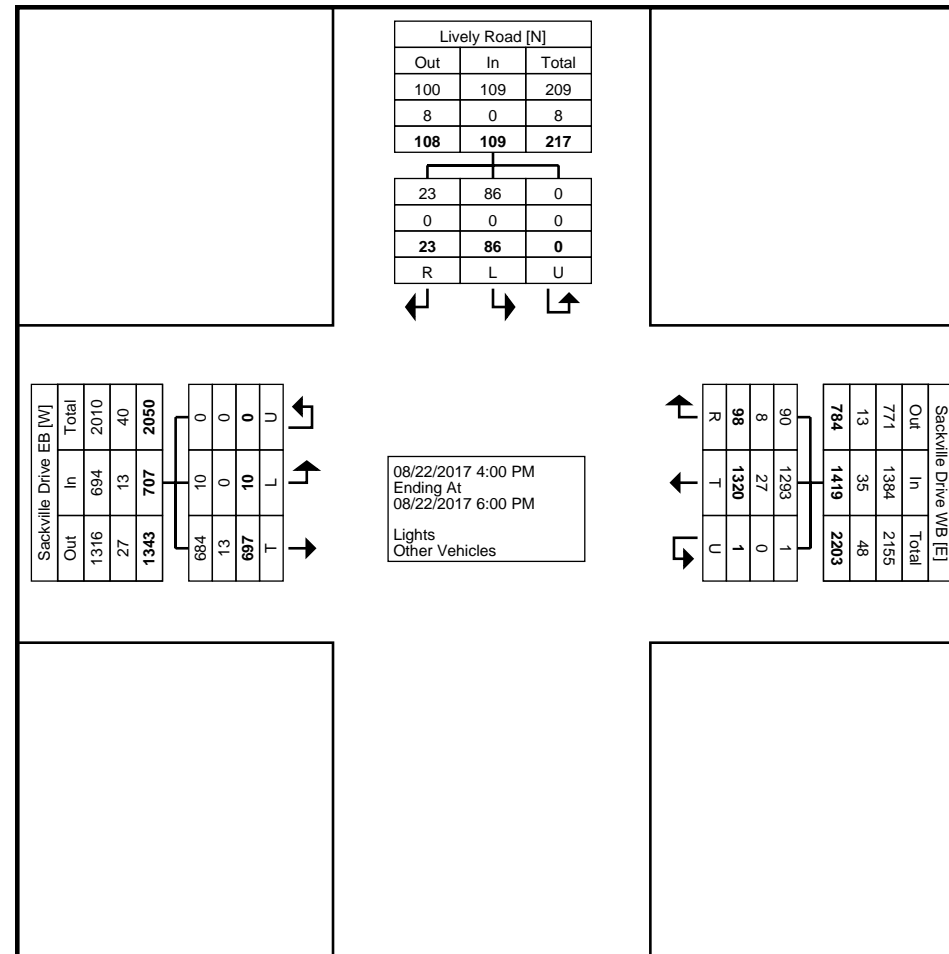 Lively Road [N]
Out In Total
100 109 209
8 0 8
108 109 217
23 86 0
0 0 0
23 86 0
R L U
Sackville Drive EB [W]
Out In Total
1316 694 2010
27 13 40
1343 707 2050
684 10 0
13 0 0
697 10 0
T L U
08/22/2017 4:00 PM
Ending At
08/22/2017 6:00 PM
Lights
Other Vehicles
Sackville Drive WB [E]
Out In Total
771 1384 2155
13 35 48
784 1419 2203
90 1293 1
8 27 0
98 1320 1
R T U